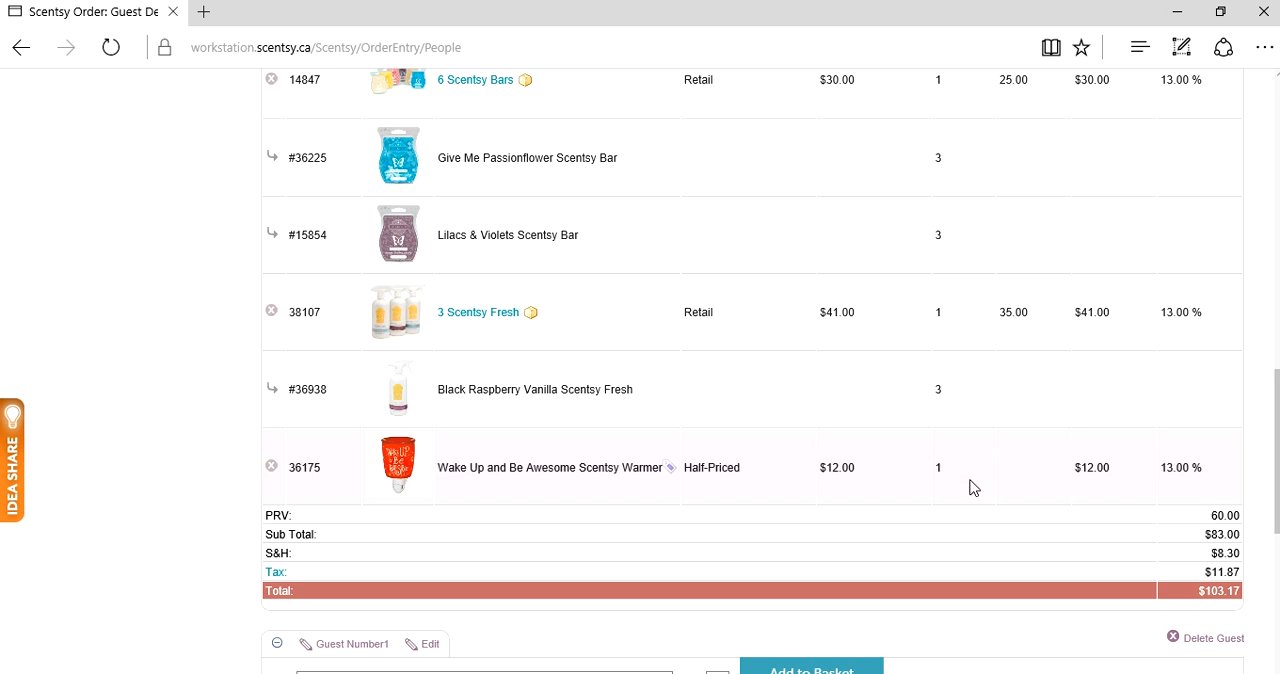 Scentsy Order: Guest De
workstation.scentsy.ca/Scentsy/OrderEntry/People
14847 6 Scentsy Bars Retail $30.00 1 25.00 $30.00 13.00 %
#36225 Give Me Passionflower Scentsy Bar 3
#15854 Lilacs & Violets Scentsy Bar 3
38107 3 Scentsy Fresh Retail $41.00 1 35.00 $41.00 13.00 %
#36938 Black Raspberry Vanilla Scentsy Fresh 3
IDEA SHARE
36175 Wake Up and Be Awesome Scentsy Warmer Half-Priced $12.00 1 $12.00 13.00 %
PRV: 60.00
Sub Total: $83.00
S&H: $8.30
Tax: $11.87
Total: $103.17
Guest Number1 Edit Delete Guest
Add to Basket